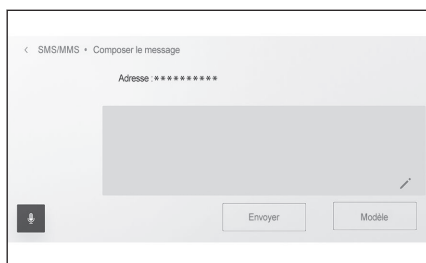 < SMS/MMS • Composer le message
Adresse : **********
Envoyer
Modèle